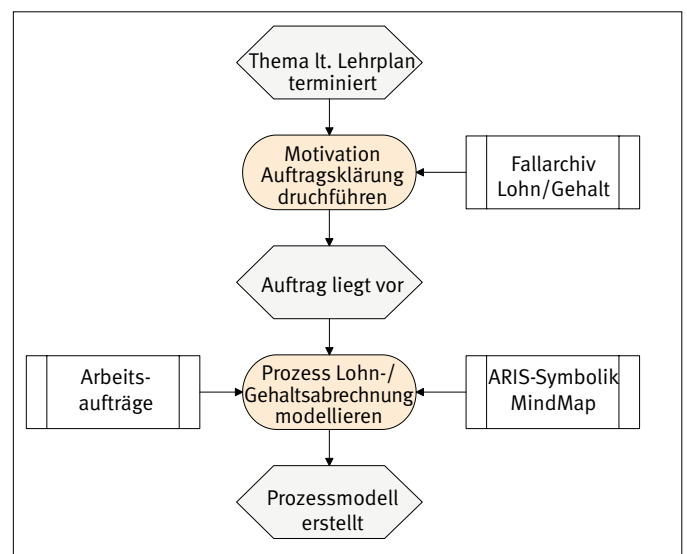 Thema lt. Lehrplan
terminiert
Motivation
Auftragsklärung
druchführen
Fallarchiv
Lohn/Gehalt
Auftrag liegt vor
Arbeits-
aufträge
Prozess Lohn-/
Gehaltsabrechnung
modellieren
ARIS-Symbolik
MindMap
Prozessmodell
erstellt